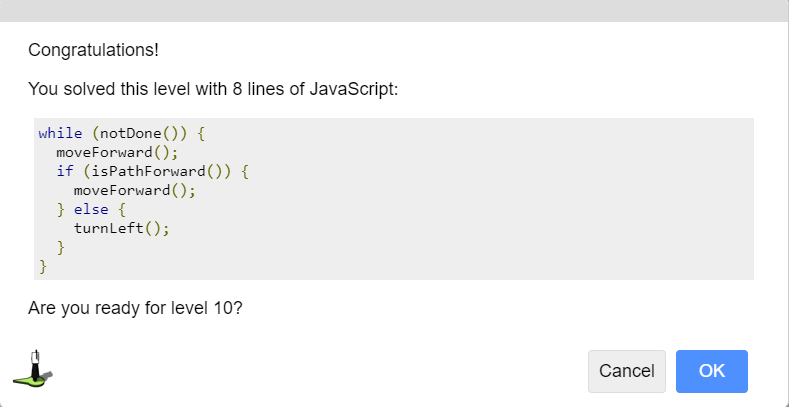 Congratulations!
You solved this level with 8 lines of JavaScript:
while (notDone()) {
  moveForward();
  if (isPathForward()) {
    moveForward();
  } else {
    turnLeft();
  }
}
Are you ready for level 10?
Cancel
OK